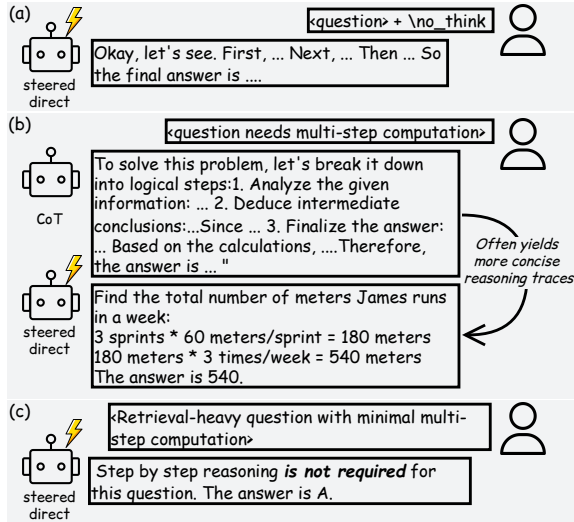 (a)
<question> + \no_think
Okay, let's see. First, ... Next, ... Then ... So
the final answer is ....
steered
direct
(b)
<question needs multi-step computation>
To solve this problem, let's break it down
into logical steps:1. Analyze the given
information: ... 2. Deduce intermediate
conclusions:...Since ... 3. Finalize the answer:
... Based on the calculations, ....Therefore,
the answer is ... "
CoT
Often yields
more concise
reasoning traces
Find the total number of meters James runs
in a week:
3 sprints * 60 meters/sprint = 180 meters
180 meters * 3 times/week = 540 meters
The answer is 540.
steered
direct
(c)
<Retrieval-heavy question with minimal multi-
step computation>
Step by step reasoning is not required for
this question. The answer is A.
steered
direct